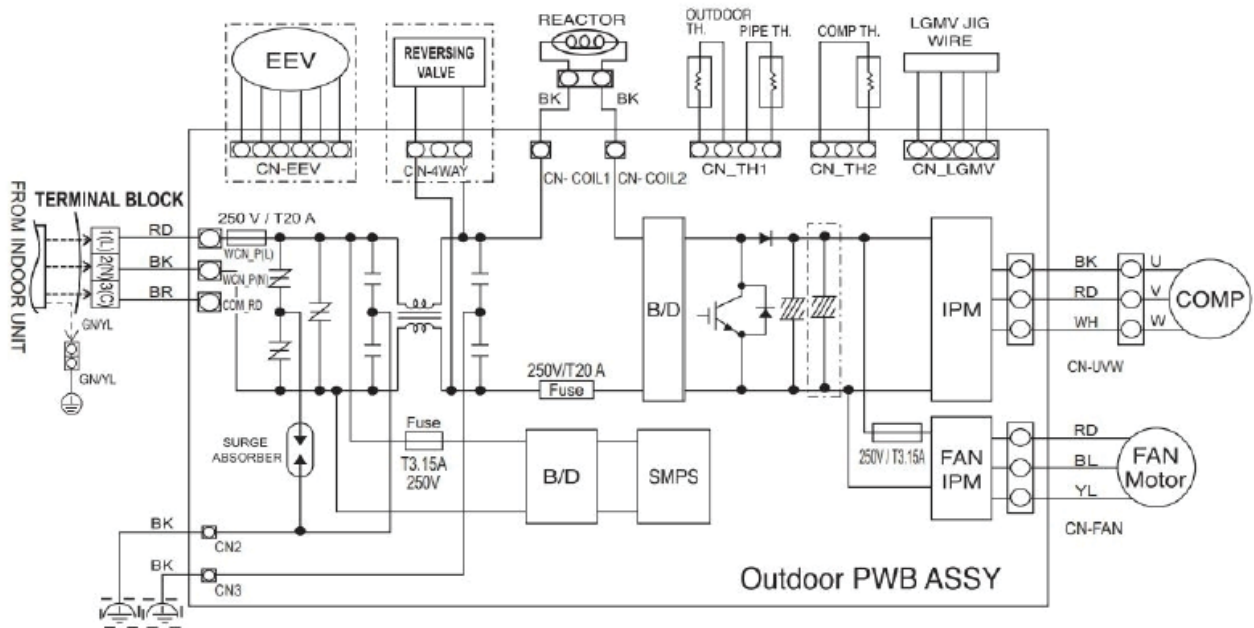 REACTOR
OUTDOOR
TH.
PIPE TH.
COMP TH.
LGMV JIG
WIRE
EEV
REVERSING
VALVE
BK
BK
CN-EEV
CN-4WAY
CN- COIL1
CN- COIL2
CN_TH1
CN_TH2
CN_LGMV
FROM INDOOR UNIT
TERMINAL BLOCK
1(L)
2(N)
3(C)
RD
BK
BR
250 V / T20 A
WCN_P(L)
WCN_P(N)
COM_RD
GN/YL
GN/YL
B/D
IPM
BK
RD
WH
U
V
W
COMP
CN-UVW
250V/T20 A
Fuse
SURGE
ABSORBER
Fuse
T3.15A
250V
B/D
SMPS
250V / T3.15A
FAN
IPM
RD
BL
YL
FAN
Motor
CN-FAN
BK
CN2
BK
CN3
Outdoor PWB ASSY